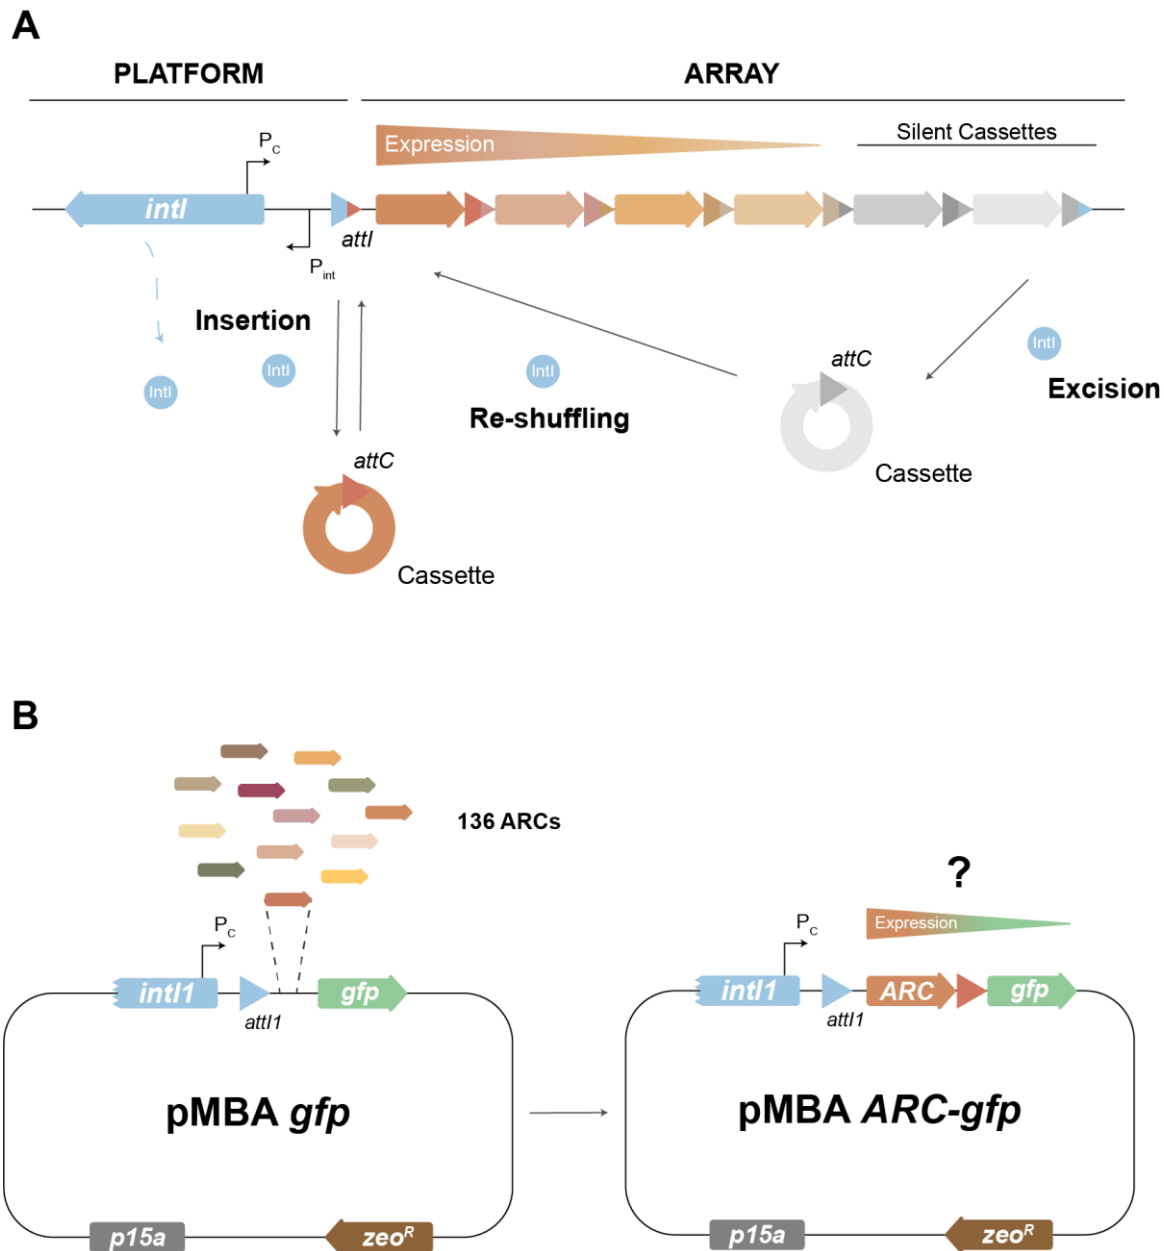 A
PLATFORM
ARRAY
Expression
Silent Cassettes
Pc
intI
attI
Pint
Insertion
IntI
IntI
IntI
IntI
attC
Re-shuffling
Excision
attC
Cassette
Cassette
B
136 ARCs
?
Expression
Pc
Pc
intI1
gfp
attI1
intI1
ARC
gfp
attI1
pMBA gfp
pMBA ARC-gfp
p15a
zeoR
p15a
zeoR